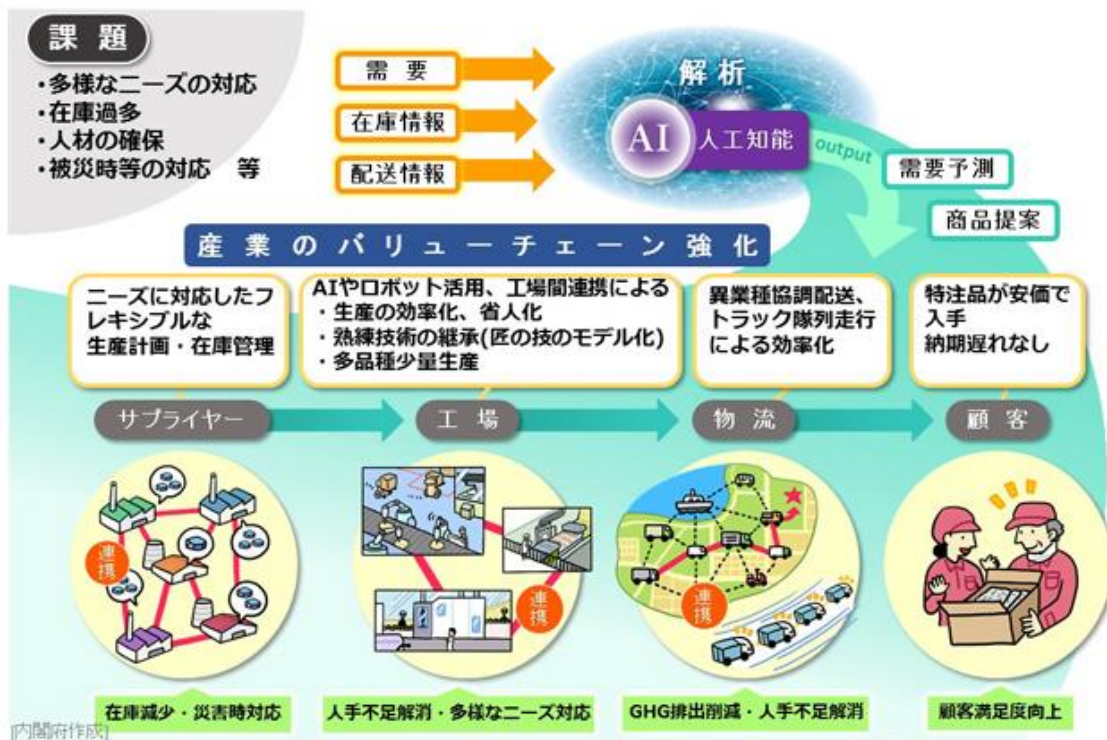 課題
・多様なニーズの対応
・在庫過多
・人材の確保
・被災時等の対応　等
需要
在庫情報
配送情報
解析
AI 人工知能
output
需要予測
商品提案
産業のバリューチェーン強化
ニーズに対応したフ
レキシブルな
生産計画・在庫管理
AIやロボット活用、工場間連携による
・生産の効率化、省人化
・熟練技術の継承(匠の技のモデル化)
・多品種少量生産
異業種協調配送、
トラック隊列走行
による効率化
特注品が安価で
入手
納期遅れなし
サプライヤー
工場
物流
顧客
連携
連携
連携
在庫減少・災害時対応
人手不足解消・多様なニーズ対応
GHG排出削減・人手不足解消
顧客満足度向上
[内閣府作成]